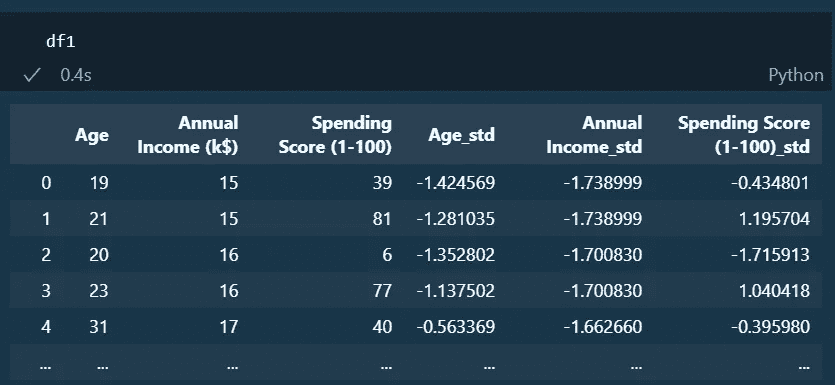 df1
✓ 0.4s Python
Age Annual Income (k$) Spending Score (1-100) Age_std Annual Income_std Spending Score (1-100)_std
0 19 15 39 -1.424569 -1.738999 -0.434801
1 21 15 81 -1.281035 -1.738999 1.195704
2 20 16 6 -1.352802 -1.700830 -1.715913
3 23 16 77 -1.137502 -1.700830 1.040418
4 31 17 40 -0.563369 -1.662660 -0.395980
... ... ... ... ... ... ...